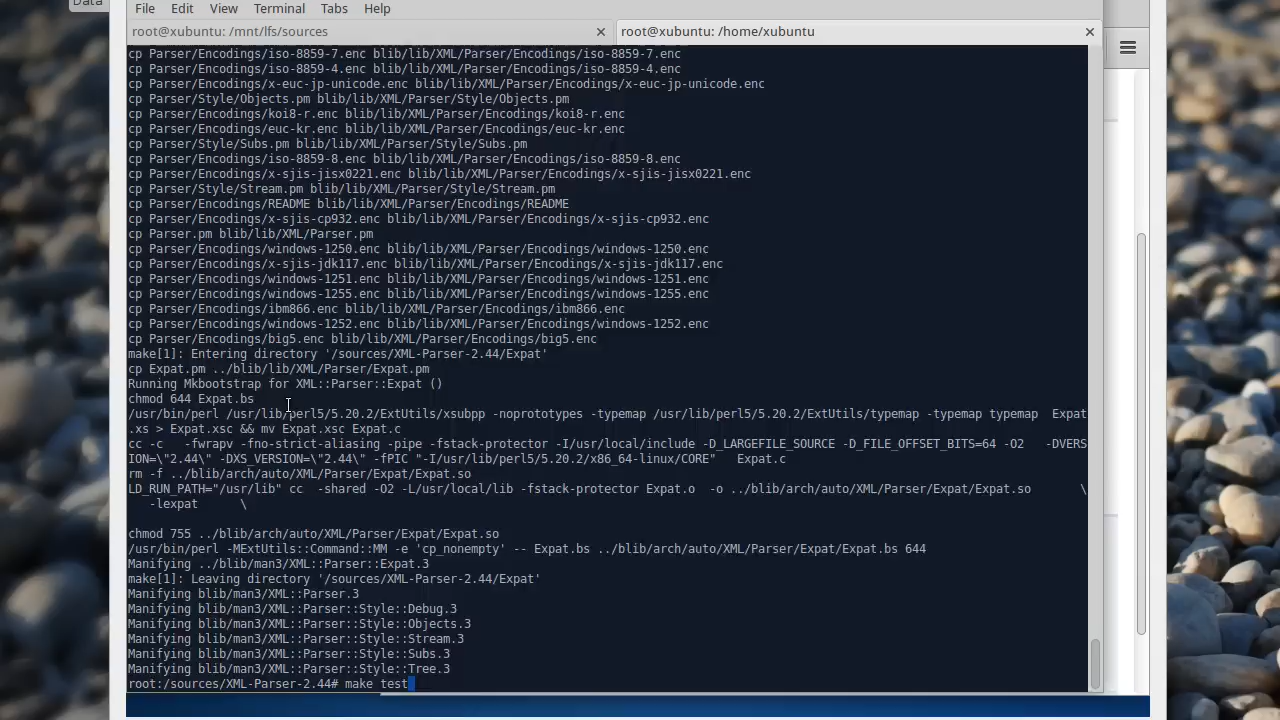 Data
File Edit View Terminal Tabs Help
root@xubuntu: /mnt/lfs/sources × root@xubuntu: /home/xubuntu ×
cp Parser/Encodings/iso-8859-7.enc blib/lib/XML/Parser/Encodings/iso-8859-7.enc
cp Parser/Encodings/iso-8859-4.enc blib/lib/XML/Parser/Encodings/iso-8859-4.enc
cp Parser/Encodings/x-euc-jp-unicode.enc blib/lib/XML/Parser/Encodings/x-euc-jp-unicode.enc
cp Parser/Style/Objects.pm blib/lib/XML/Parser/Style/Objects.pm
cp Parser/Encodings/koi8-r.enc blib/lib/XML/Parser/Encodings/koi8-r.enc
cp Parser/Encodings/euc-kr.enc blib/lib/XML/Parser/Encodings/euc-kr.enc
cp Parser/Style/Subs.pm blib/lib/XML/Parser/Style/Subs.pm
cp Parser/Encodings/iso-8859-8.enc blib/lib/XML/Parser/Encodings/iso-8859-8.enc
cp Parser/Encodings/x-sjis-jisx0221.enc blib/lib/XML/Parser/Encodings/x-sjis-jisx0221.enc
cp Parser/Style/Stream.pm blib/lib/XML/Parser/Style/Stream.pm
cp Parser/Encodings/README blib/lib/XML/Parser/Encodings/README
cp Parser/Encodings/x-sjis-cp932.enc blib/lib/XML/Parser/Encodings/x-sjis-cp932.enc
cp Parser.pm blib/lib/XML/Parser.pm
cp Parser/Encodings/windows-1250.enc blib/lib/XML/Parser/Encodings/windows-1250.enc
cp Parser/Encodings/x-sjis-jdk117.enc blib/lib/XML/Parser/Encodings/x-sjis-jdk117.enc
cp Parser/Encodings/windows-1251.enc blib/lib/XML/Parser/Encodings/windows-1251.enc
cp Parser/Encodings/windows-1255.enc blib/lib/XML/Parser/Encodings/windows-1255.enc
cp Parser/Encodings/ibm866.enc blib/lib/XML/Parser/Encodings/ibm866.enc
cp Parser/Encodings/windows-1252.enc blib/lib/XML/Parser/Encodings/windows-1252.enc
cp Parser/Encodings/big5.enc blib/lib/XML/Parser/Encodings/big5.enc
make[1]: Entering directory '/sources/XML-Parser-2.44/Expat'
cp Expat.pm ../blib/lib/XML/Parser/Expat.pm
Running Mkbootstrap for XML::Parser::Expat ()
chmod 644 Expat.bs
/usr/bin/perl /usr/lib/perl5/5.20.2/ExtUtils/xsubpp -noprototypes -typemap /usr/lib/perl5/5.20.2/ExtUtils/typemap -typemap typemap  Expat
.xs > Expat.xsc && mv Expat.xsc Expat.c
cc -c   -fwrapv -fno-strict-aliasing -pipe -fstack-protector -I/usr/local/include -D_LARGEFILE_SOURCE -D_FILE_OFFSET_BITS=64 -O2   -DVERS
ION=\"2.44\" -DXS_VERSION=\"2.44\" -fPIC "-I/usr/lib/perl5/5.20.2/x86_64-linux/CORE"   Expat.c
rm -f ../blib/arch/auto/XML/Parser/Expat/Expat.so
LD_RUN_PATH="/usr/lib" cc  -shared -O2 -L/usr/local/lib -fstack-protector Expat.o  -o ../blib/arch/auto/XML/Parser/Expat/Expat.so       \
   -lexpat      \
chmod 755 ../blib/arch/auto/XML/Parser/Expat/Expat.so
/usr/bin/perl -MExtUtils::Command::MM -e 'cp_nonempty' -- Expat.bs ../blib/arch/auto/XML/Parser/Expat/Expat.bs 644
Manifying ../blib/man3/XML::Parser::Expat.3
make[1]: Leaving directory '/sources/XML-Parser-2.44/Expat'
Manifying blib/man3/XML::Parser.3
Manifying blib/man3/XML::Parser::Style::Debug.3
Manifying blib/man3/XML::Parser::Style::Objects.3
Manifying blib/man3/XML::Parser::Style::Stream.3
Manifying blib/man3/XML::Parser::Style::Subs.3
Manifying blib/man3/XML::Parser::Style::Tree.3
root:/sources/XML-Parser-2.44# make test